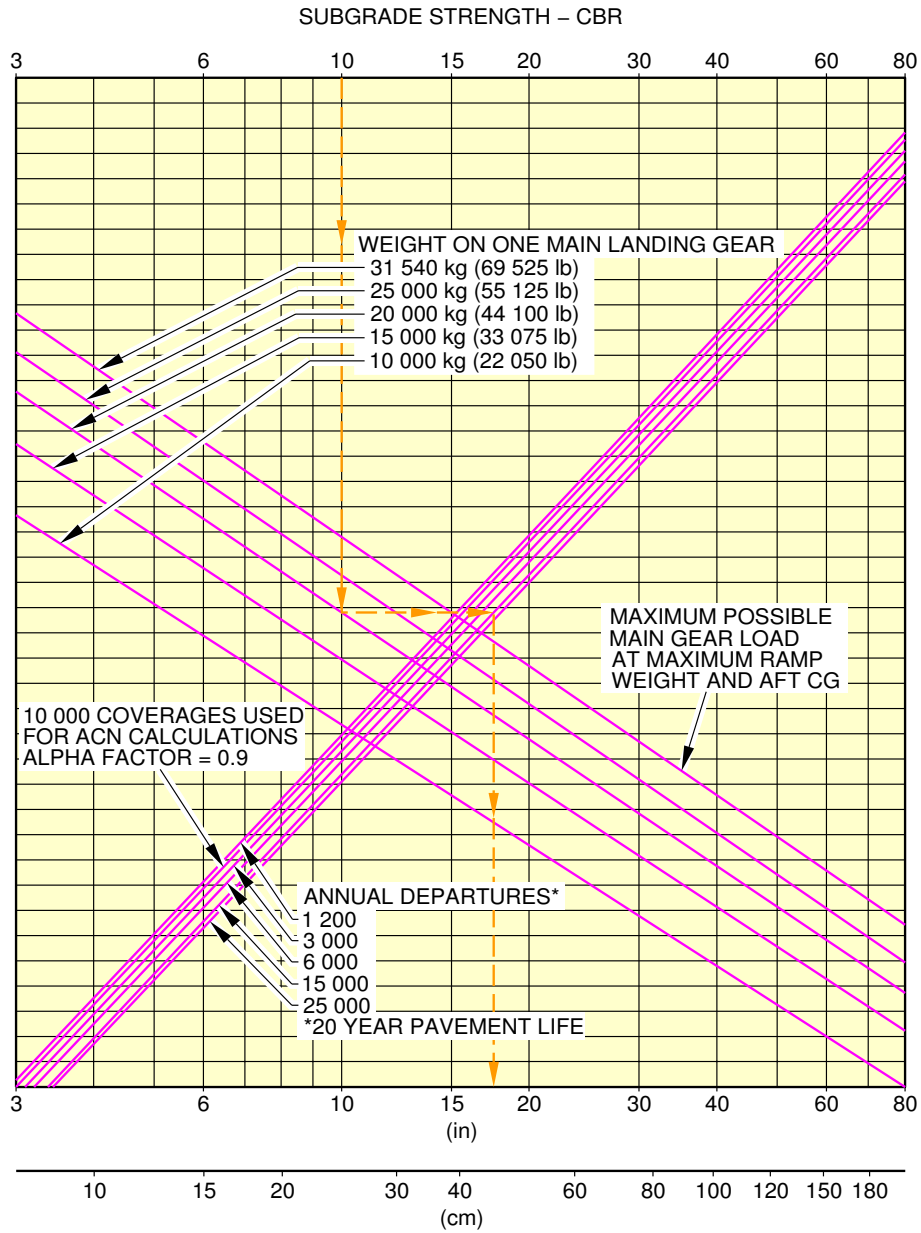 SUBGRADE STRENGTH – CBR
3 6 10 15 20 30 40 60 80
WEIGHT ON ONE MAIN LANDING GEAR
31 540 kg (69 525 lb)
25 000 kg (55 125 lb)
20 000 kg (44 100 lb)
15 000 kg (33 075 lb)
10 000 kg (22 050 lb)
MAXIMUM POSSIBLE
MAIN GEAR LOAD
AT MAXIMUM RAMP
WEIGHT AND AFT CG
10 000 COVERAGES USED
FOR ACN CALCULATIONS
ALPHA FACTOR = 0.9
ANNUAL DEPARTURES*
1 200
3 000
6 000
15 000
25 000
*20 YEAR PAVEMENT LIFE
3 6 10 15 20 30 40 60 80
(in)
10 15 20 30 40 60 80 100 120 150 180
(cm)